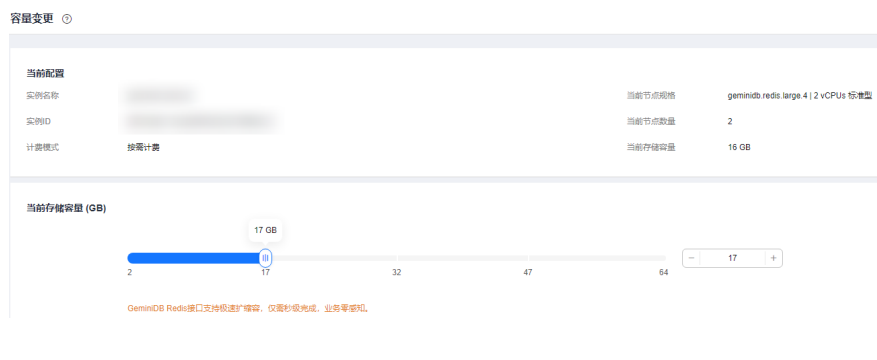 容量变更
当前配置
实例名称
当前节点规格 geminidb.redis.large.4 | 2 vCPUs 标准型
实例ID
当前节点数量 2
计费模式 按需计费 当前存储容量 16 GB
当前存储容量 (GB)
17 GB
− 17 +
2 17 32 47 64
GeminiDB Redis接口支持极速扩缩容，仅需秒级完成，业务零感知。